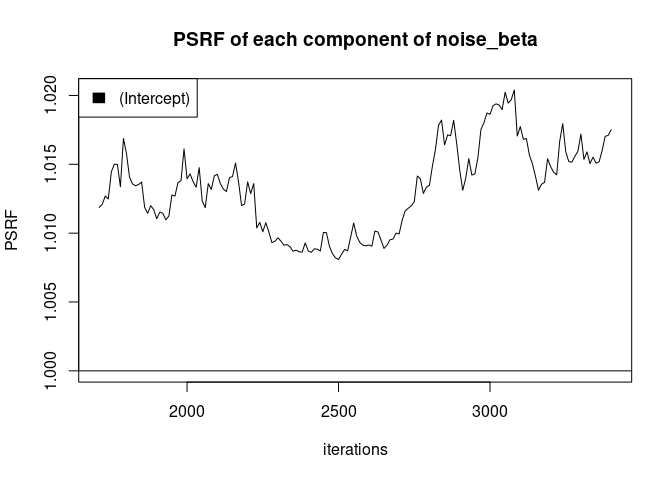 PSRF of each component of noise_beta
(Intercept)
1.020
1.015
1.010
1.005
1.000
PSRF
2000 2500 3000
iterations